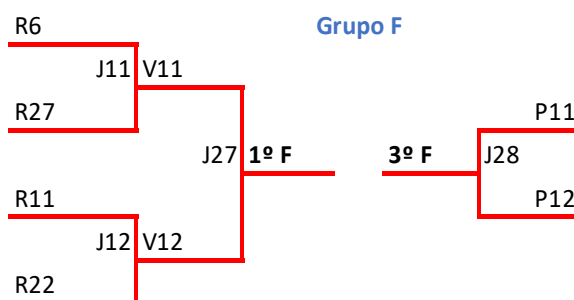 R6
Grupo F
J11 V11
R27
P11
J27 1º F
3º F
J28
R11
P12
J12 V12
R22